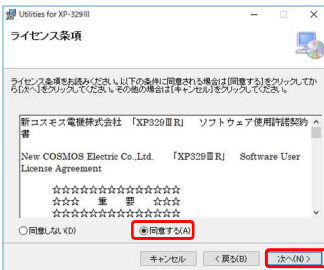 Utilities for XP-329III
ライセンス条項
ライセンス条項をお読みください。以下の条件に同意される場合は[同意する]をクリックしてか
ら[次へ]をクリックしてください。その他の場合は[キャンセル]をクリックしてください。
新コスモス電機株式会社 「XP329ⅢR」 ソフトウェア使用許諾契約
書
New COSMOS Electric Co.,Ltd. 「XP329ⅢR」 Software User
License Agreement
☆☆☆☆☆☆☆☆☆☆☆☆☆☆
☆☆☆ 重 要 ☆☆☆
☆☆☆☆☆☆☆☆☆☆☆☆☆☆
同意しない(D) 同意する(A)
キャンセル < 戻る(B) 次へ(N) >